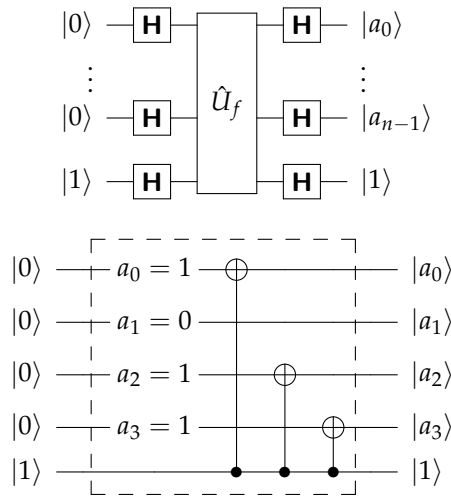 |0⟩ H H |a₀⟩
⋮ ⋮
Û_f
|0⟩ H H |aₙ₋₁⟩
|1⟩ H H |1⟩
|0⟩ a₀ = 1 |a₀⟩
|0⟩ a₁ = 0 |a₁⟩
|0⟩ a₂ = 1 |a₂⟩
|0⟩ a₃ = 1 |a₃⟩
|1⟩ |1⟩